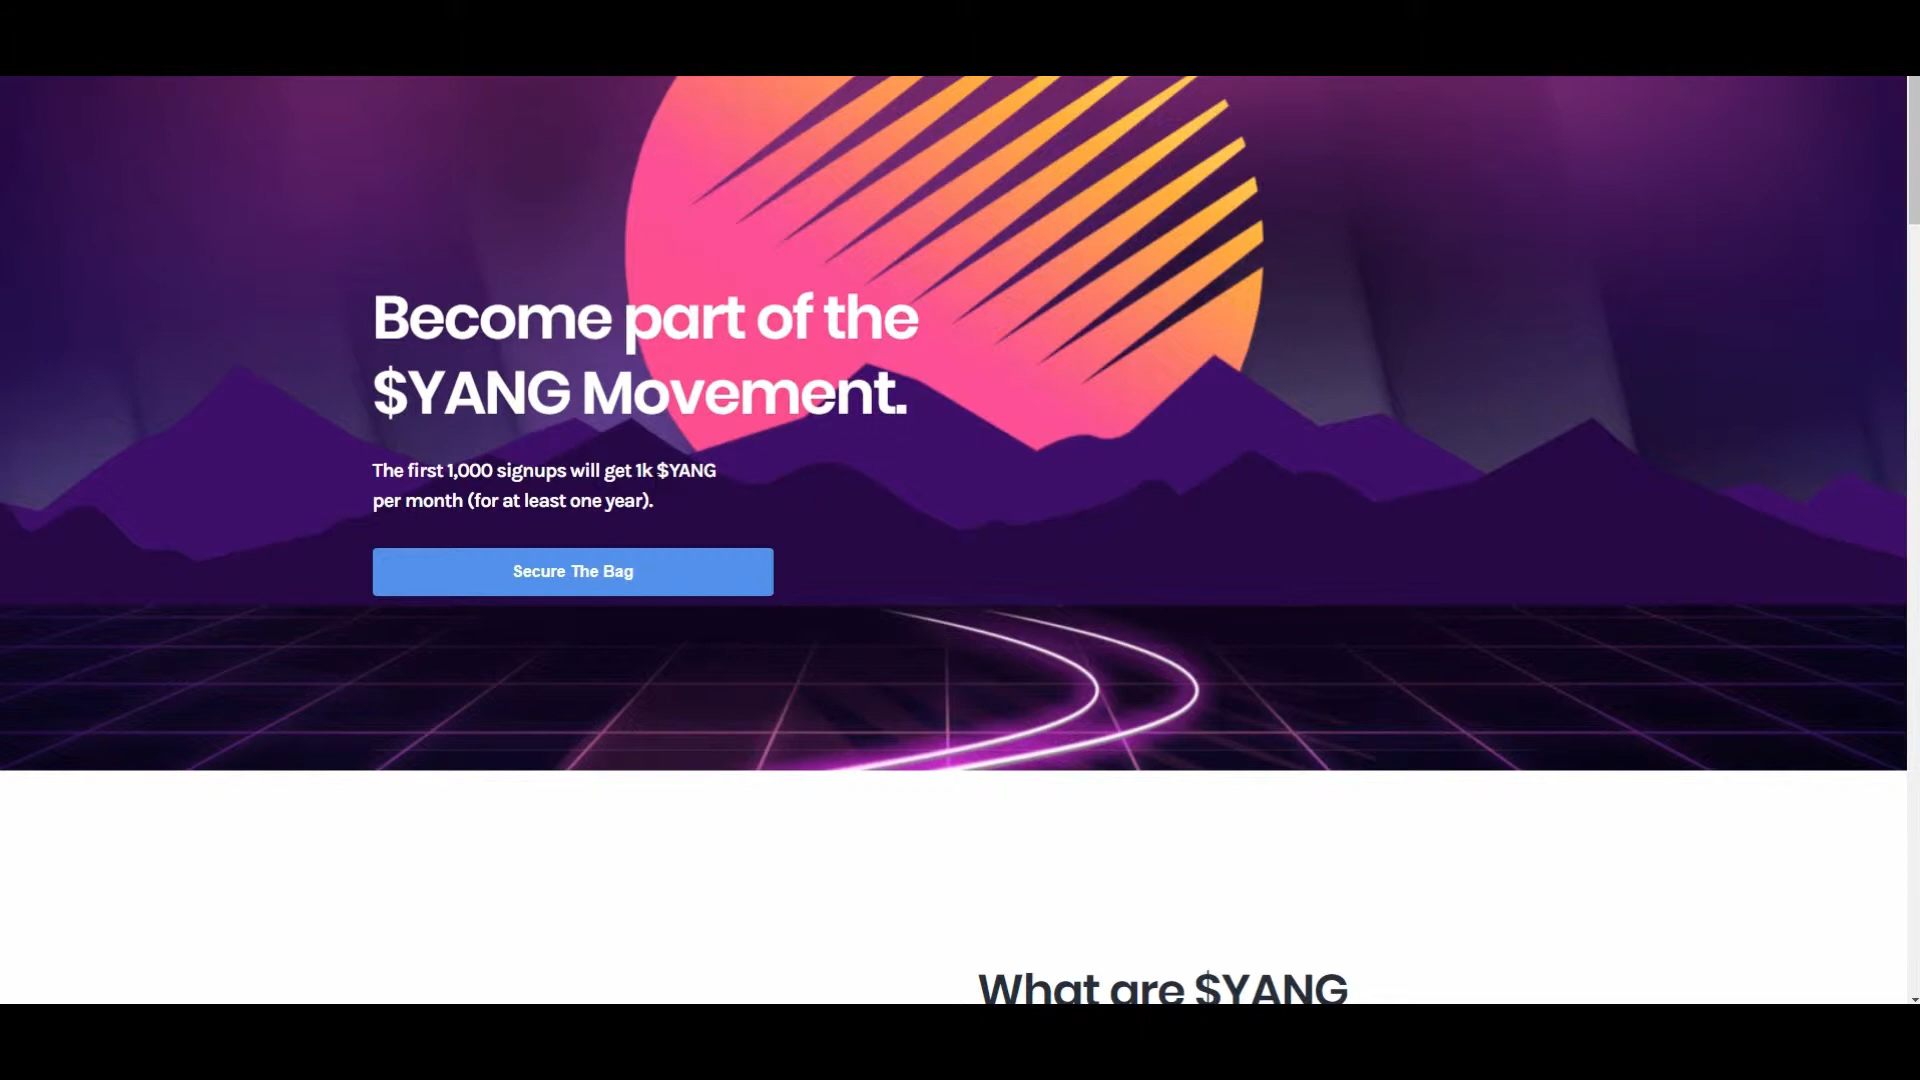 Become part of the
$YANG Movement.
The first 1,000 signups will get 1k $YANG
per month (for at least one year).
Secure The Bag
What are $YANG